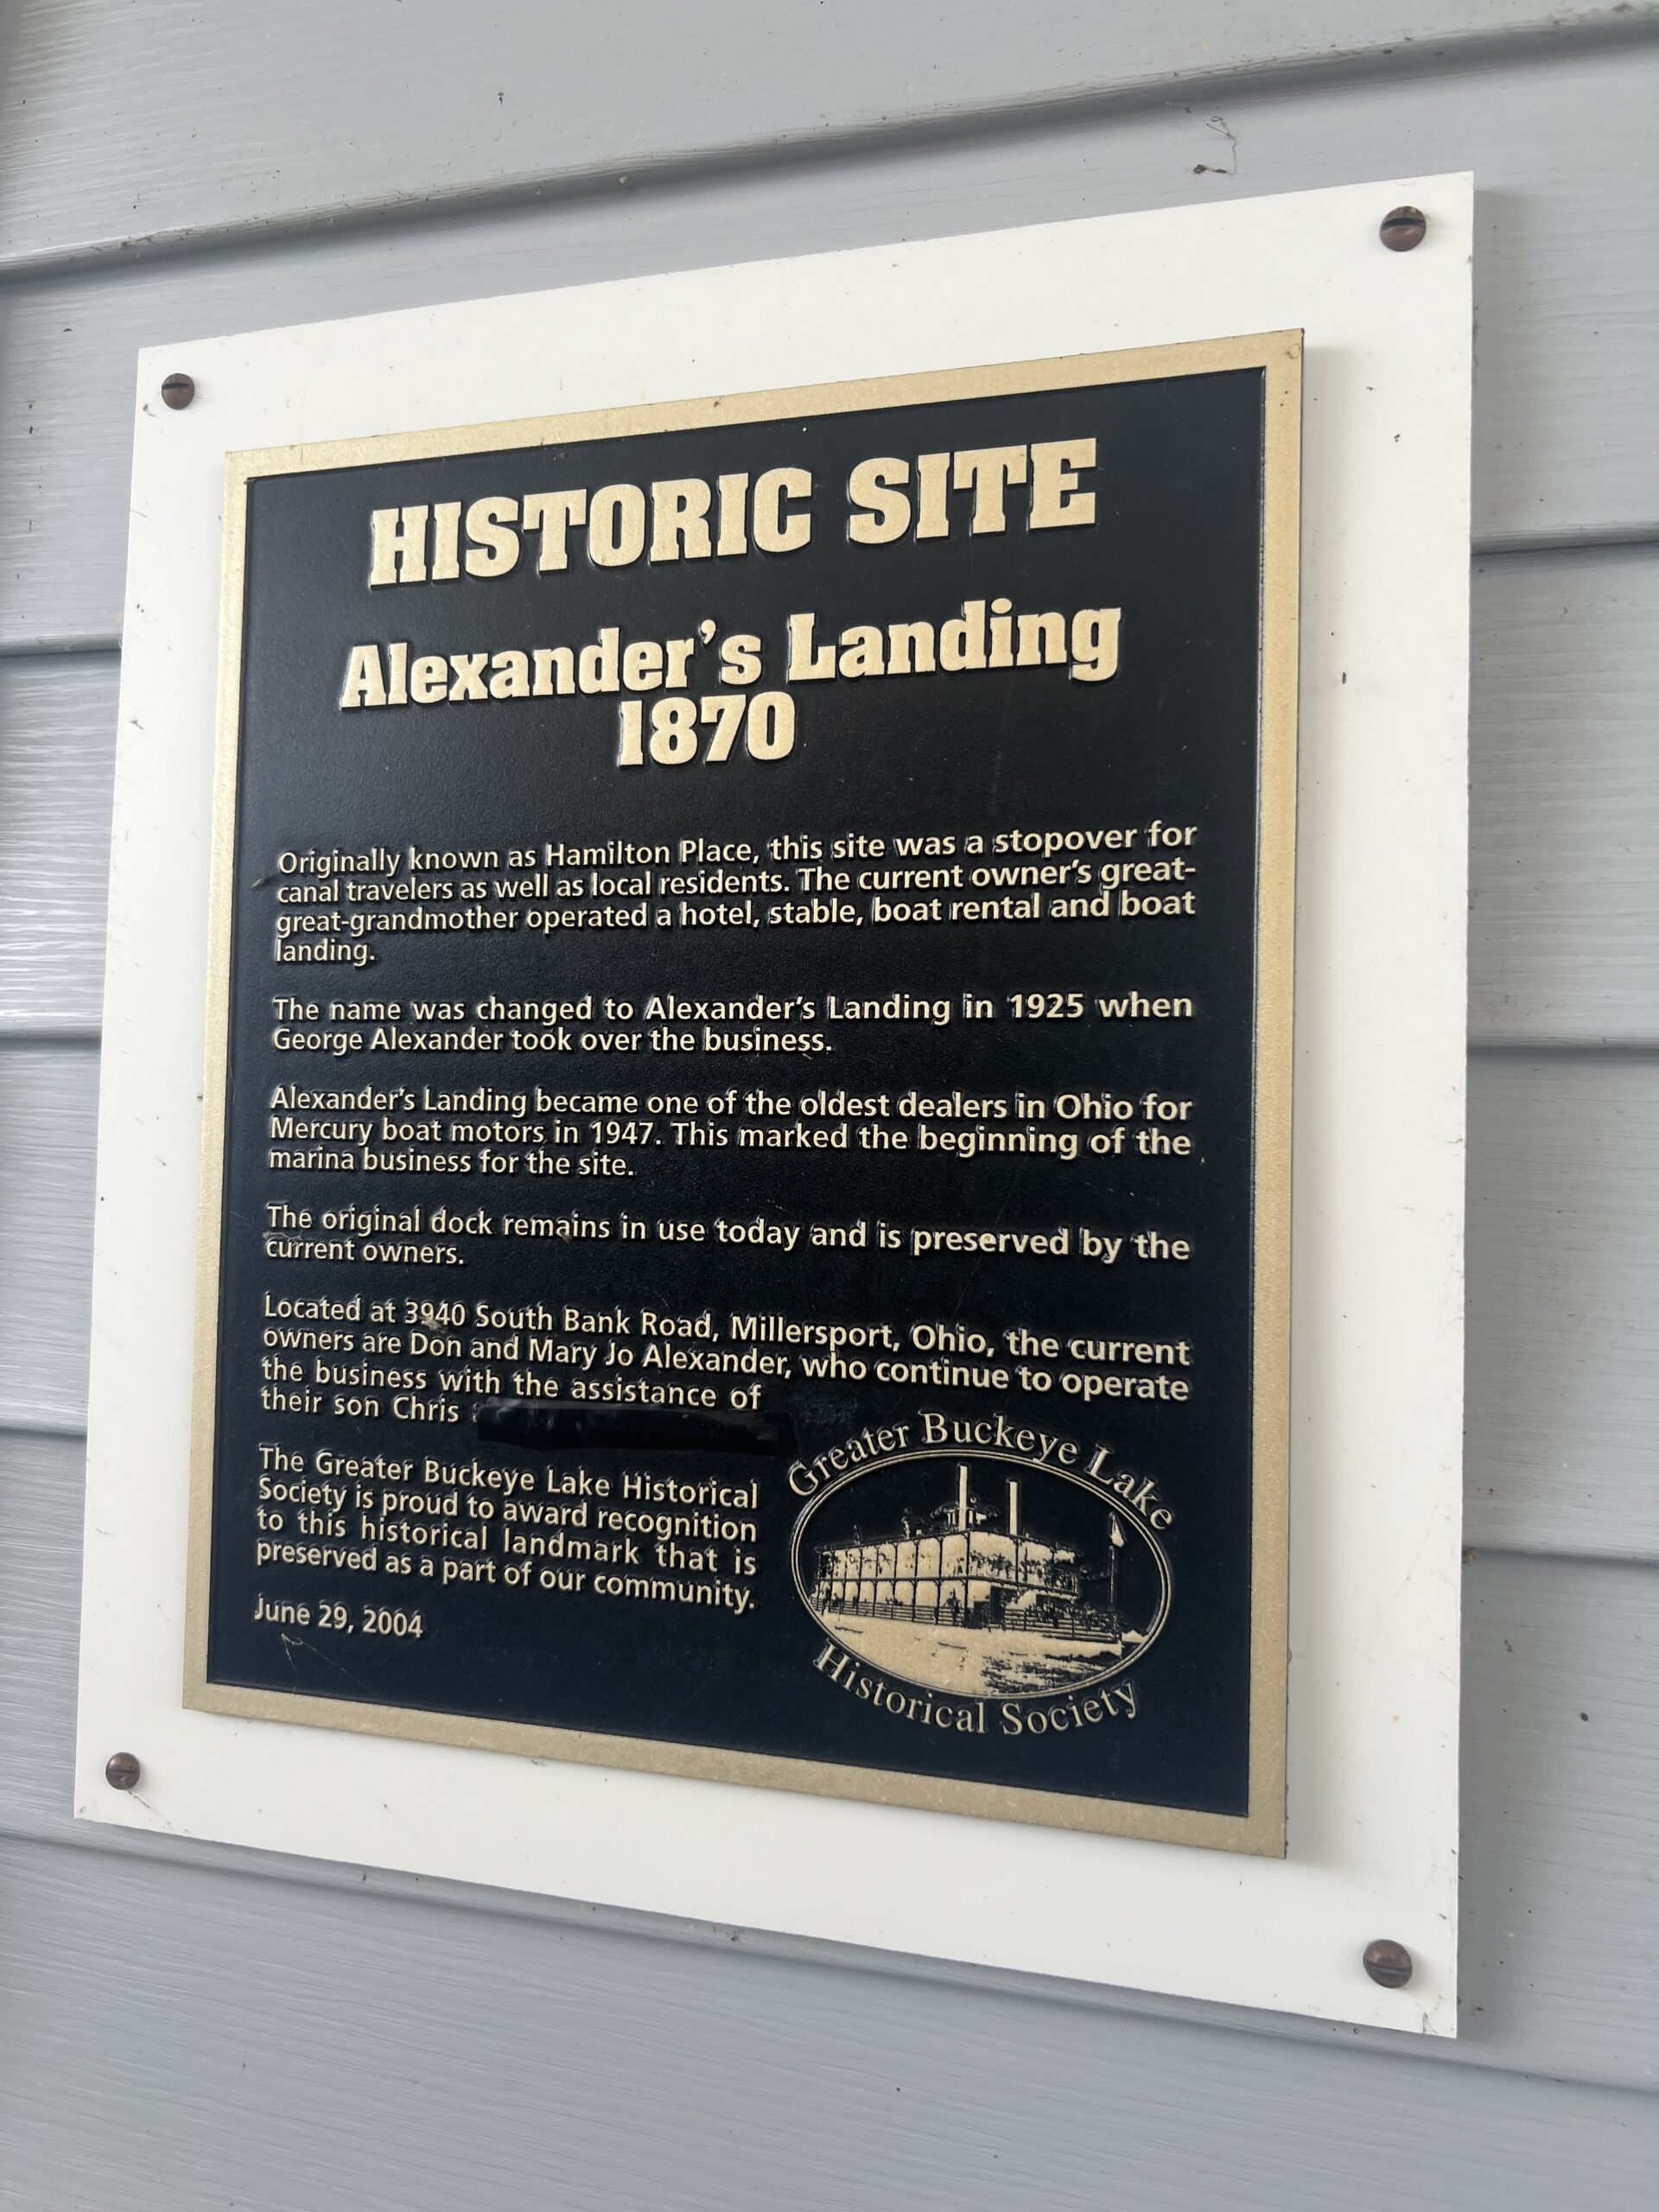 HISTORIC SITE
Alexander’s Landing
1870
Originally known as Hamilton Place, this site was a stopover for
canal travelers as well as local residents. The current owner’s great-
great-grandmother operated a hotel, stable, boat rental and boat
landing.
The name was changed to Alexander’s Landing in 1925 when
George Alexander took over the business.
Alexander’s Landing became one of the oldest dealers in Ohio for
Mercury boat motors in 1947. This marked the beginning of the
marina business for the site.
The original dock remains in use today and is preserved by the
current owners.
Located at 3940 South Bank Road, Millersport, Ohio, the current
owners are Don and Mary Jo Alexander, who continue to operate
the business with the assistance of
their son Chris
The Greater Buckeye Lake Historical
Society is proud to award recognition
to this historical landmark that is
preserved as a part of our community.
June 29, 2004
Greater Buckeye Lake
Historical Society